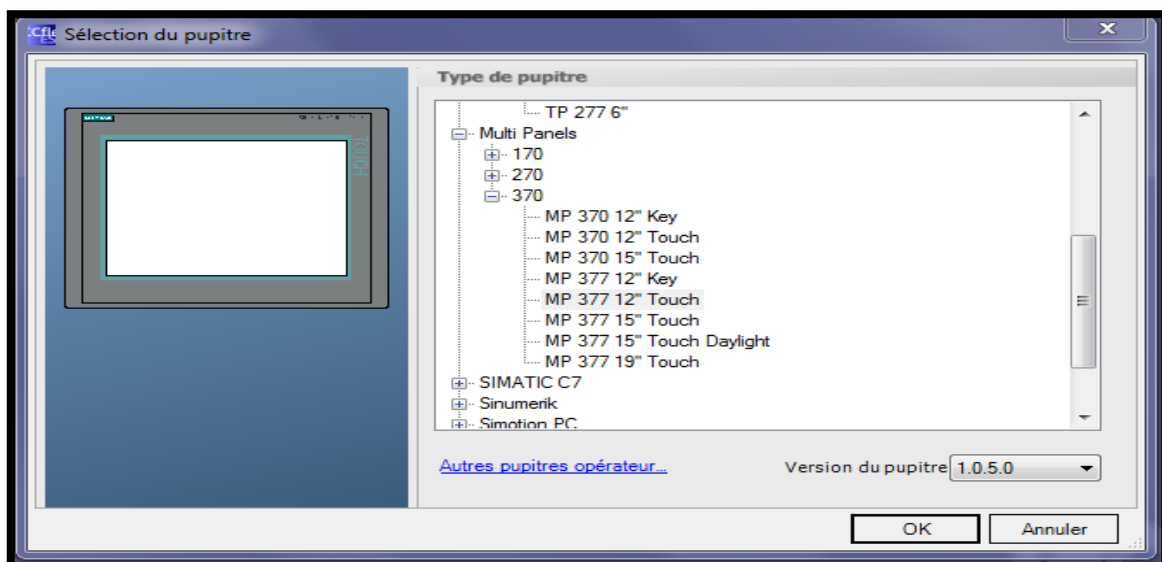 Sélection du pupitre
Type de pupitre
TOUCH
TP 277 6"
Multi Panels
170
270
370
MP 370 12" Key
MP 370 12" Touch
MP 370 15" Touch
MP 377 12" Key
MP 377 12" Touch
MP 377 15" Touch
MP 377 15" Touch Daylight
MP 377 19" Touch
SIMATIC C7
Sinumerik
Simotion PC
Autres pupitres opérateur...
Version du pupitre 1.0.5.0
OK
Annuler